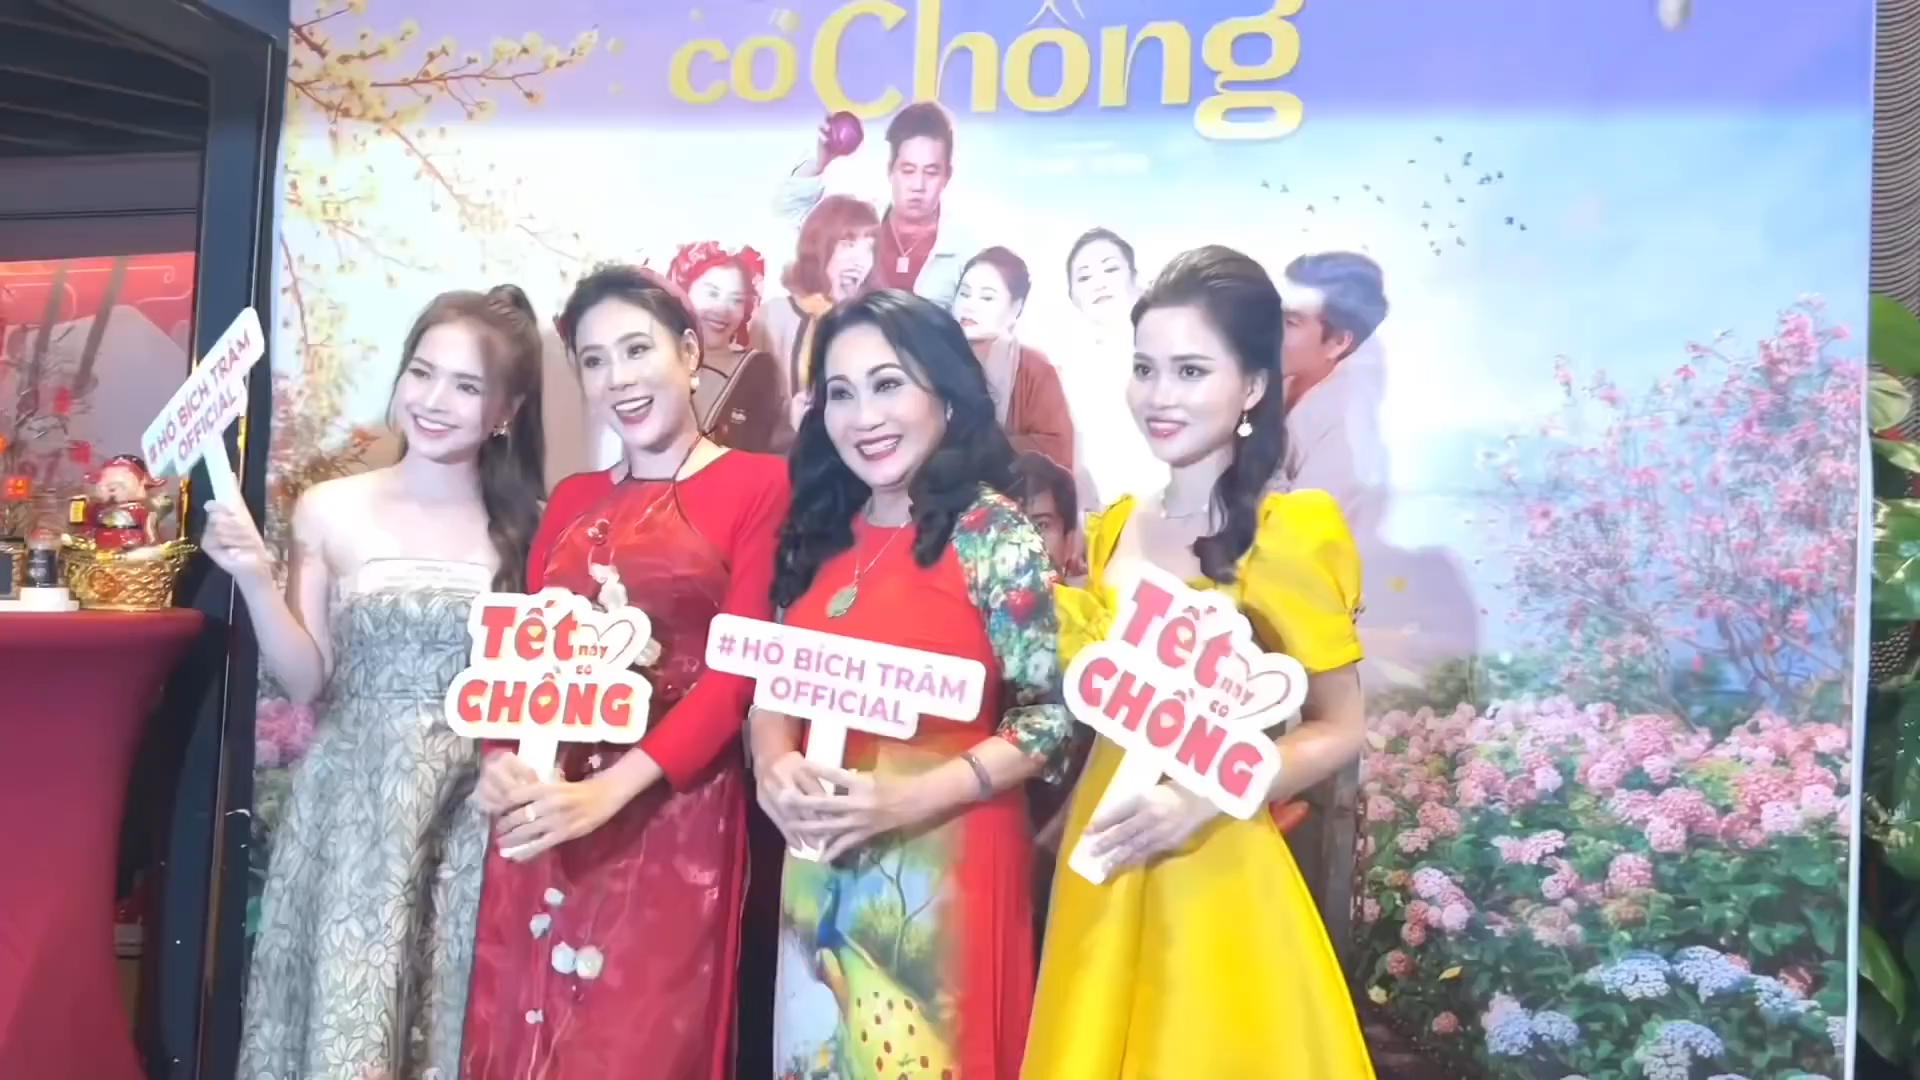 có Chồng
#HỒ BÍCH TRÂM
OFFICIAL
Tết này
có
CHỒNG
#HỒ BÍCH TRÂM
OFFICIAL
Tết này
có
CHỒNG